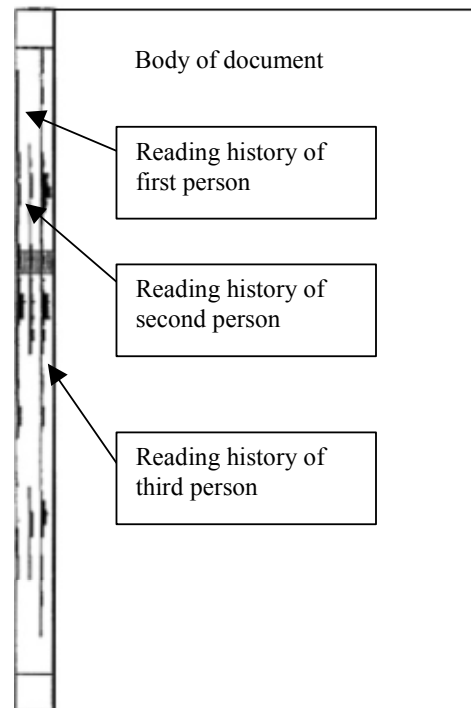 Body of document
Reading history of
first person
Reading history of
second person
Reading history of
third person